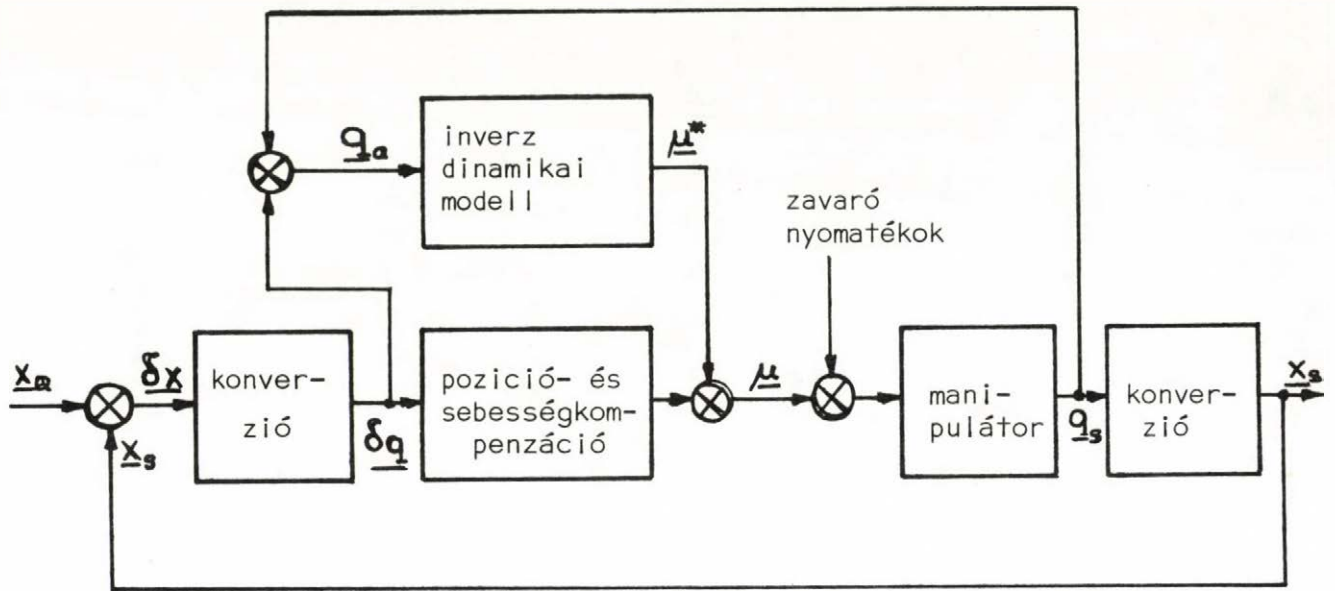 q_a
inverz
dinamikai
modell
μ*
zavaró
nyomatékok
x_a
δx
konver-
zió
x_s
δq
pozició- és
sebességkom-
penzáció
μ
mani-
pulátor
q_s
konver-
zió
x_s